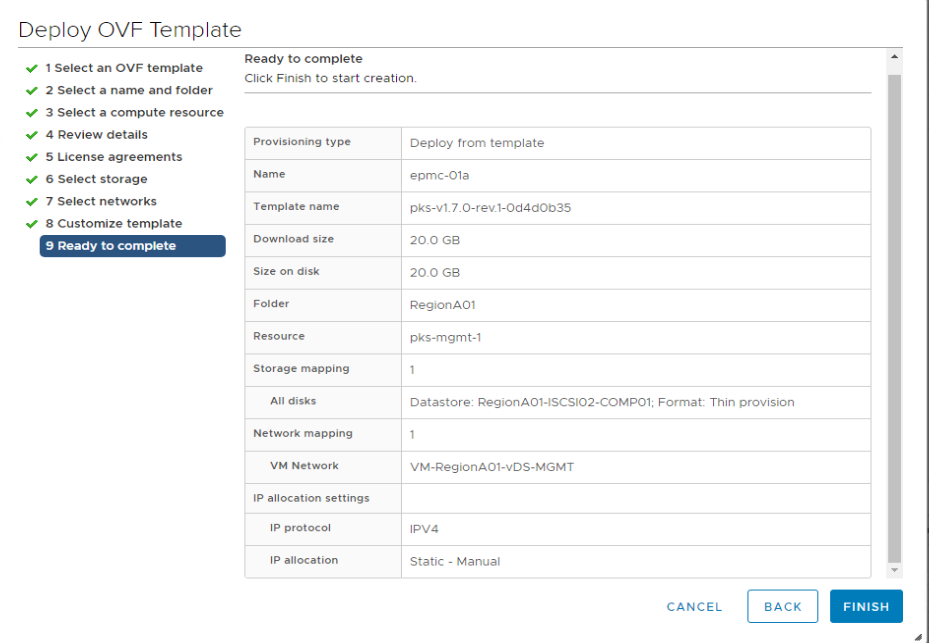 Deploy OVF Template
1 Select an OVF template
2 Select a name and folder
3 Select a compute resource
4 Review details
5 License agreements
6 Select storage
7 Select networks
8 Customize template
9 Ready to complete
Ready to complete
Click Finish to start creation.
Provisioning type Deploy from template
Name epmc-01a
Template name pks-v1.7.0-rev.1-0d4d0b35
Download size 20.0 GB
Size on disk 20.0 GB
Folder RegionA01
Resource pks-mgmt-1
Storage mapping 1
All disks Datastore: RegionA01-ISCSI02-COMP01; Format: Thin provision
Network mapping 1
VM Network VM-RegionA01-vDS-MGMT
IP allocation settings
IP protocol IPV4
IP allocation Static - Manual
CANCEL BACK FINISH